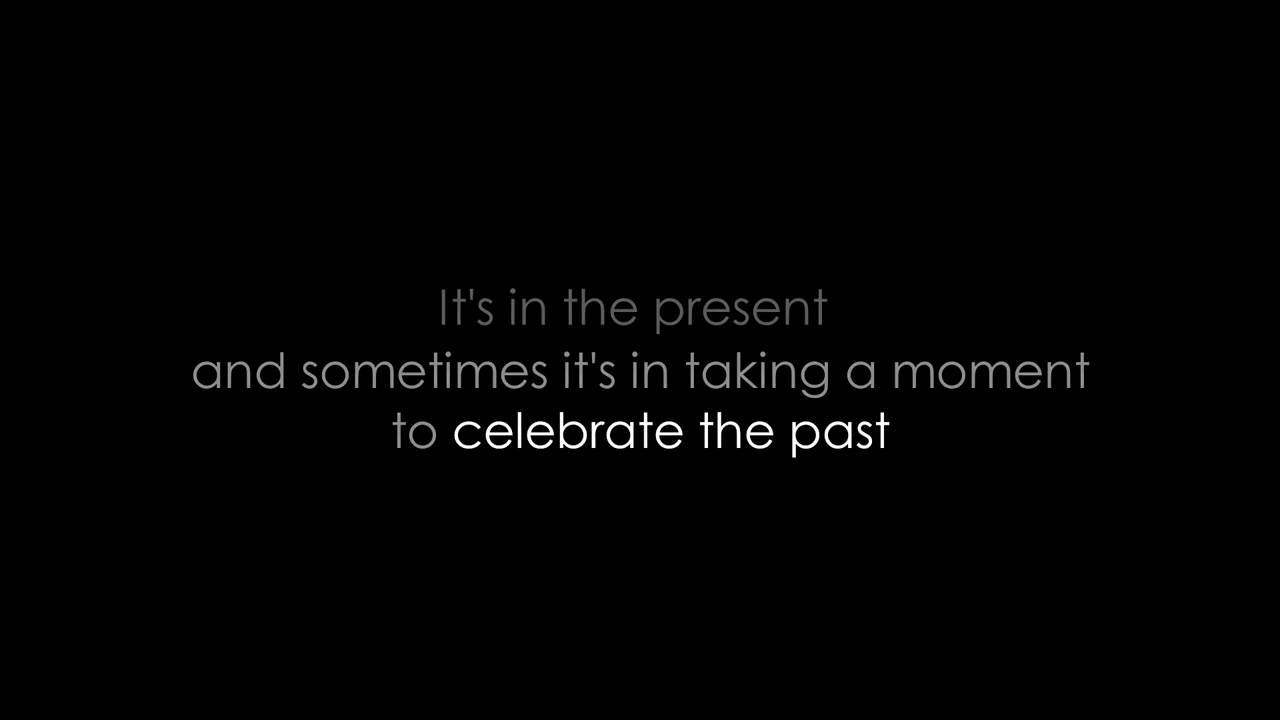 It's in the present
and sometimes it's in taking a moment
to celebrate the past